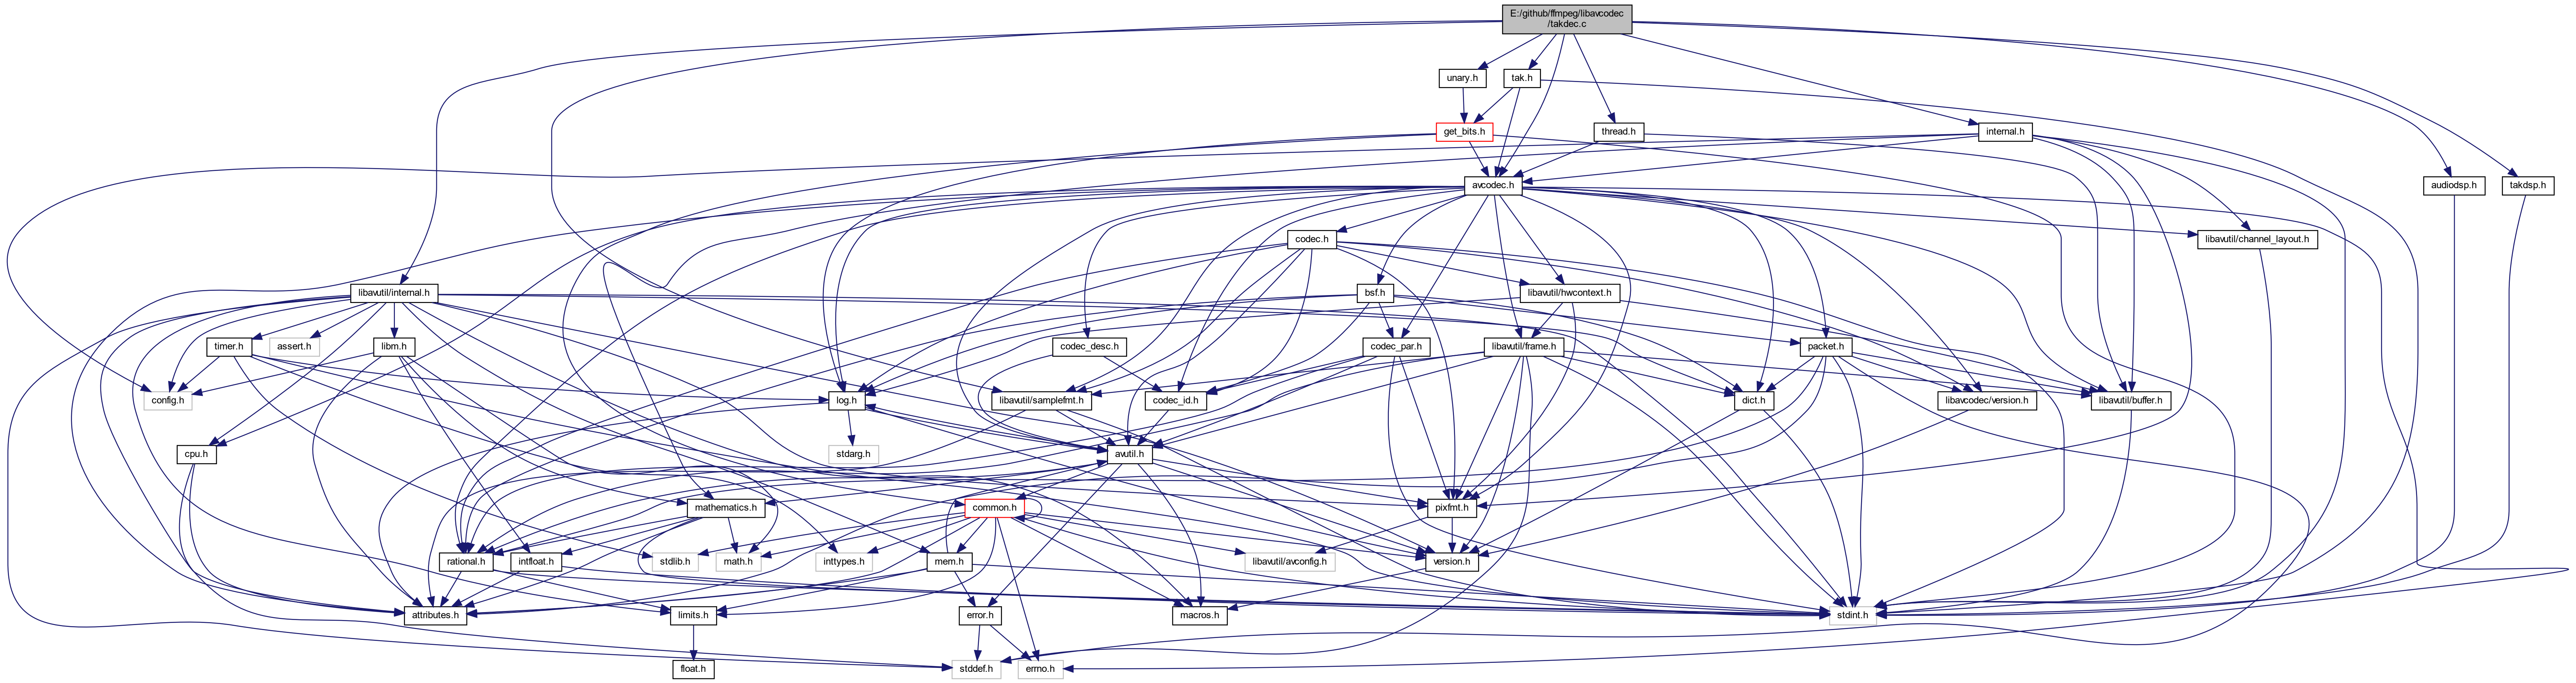 E:/github/ffmpeg/libavcodec
/takdec.c
unary.h
tak.h
get_bits.h
thread.h
internal.h
avcodec.h
audiodsp.h
takdsp.h
codec.h
libavutil/channel_layout.h
libavutil/internal.h
bsf.h
libavutil/hwcontext.h
timer.h
assert.h
libm.h
codec_desc.h
codec_par.h
libavutil/frame.h
packet.h
config.h
log.h
libavutil/samplefmt.h
codec_id.h
dict.h
libavcodec/version.h
libavutil/buffer.h
cpu.h
stdarg.h
avutil.h
mathematics.h
common.h
pixfmt.h
rational.h
intfloat.h
stdlib.h
math.h
inttypes.h
mem.h
libavutil/avconfig.h
version.h
attributes.h
limits.h
error.h
macros.h
stdint.h
float.h
stddef.h
errno.h